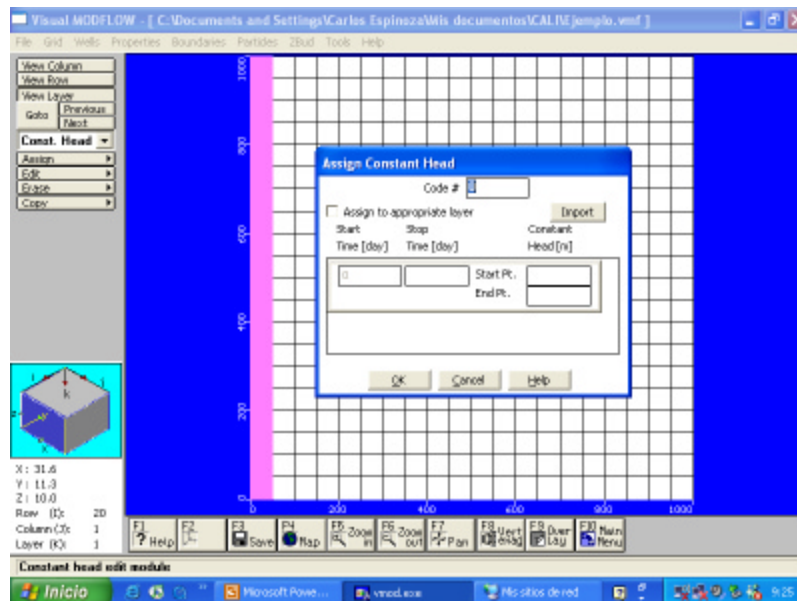 Visual MODFLOW - [ C:\Documents and Settings\Carlos Espinoza\Mis documentos\CALI\Ejemplo.vmf ]
File Grid Wells Properties Boundaries Particles ZBud Tools Help
View Column
View Row
View Layer
Goto Previous
Next
Const. Head
Assign
Edit
Erase
Copy
1000
800
600
400
200
0
0 200 400 600 800 1000
Assign Constant Head
Code #
Assign to appropriate layer Import
Start Stop Constant
Time [day] Time [day] Head [m]
0 Start Pt.
End Pt.
OK Cancel Help
X: 31.6
Y: 11.3
Z: 10.0
Row (I): 20
Column (J): 1
Layer (K): 1
F1 Help F2 F3 Save F4 Map F5 Zoom in F6 Zoom out F7 Pan F8 Vert exag F9 Over lay F10 Main Menu
Constant head edit module
Inicio Microsoft Powe... vmod.exe Mis sitios de red 9:25